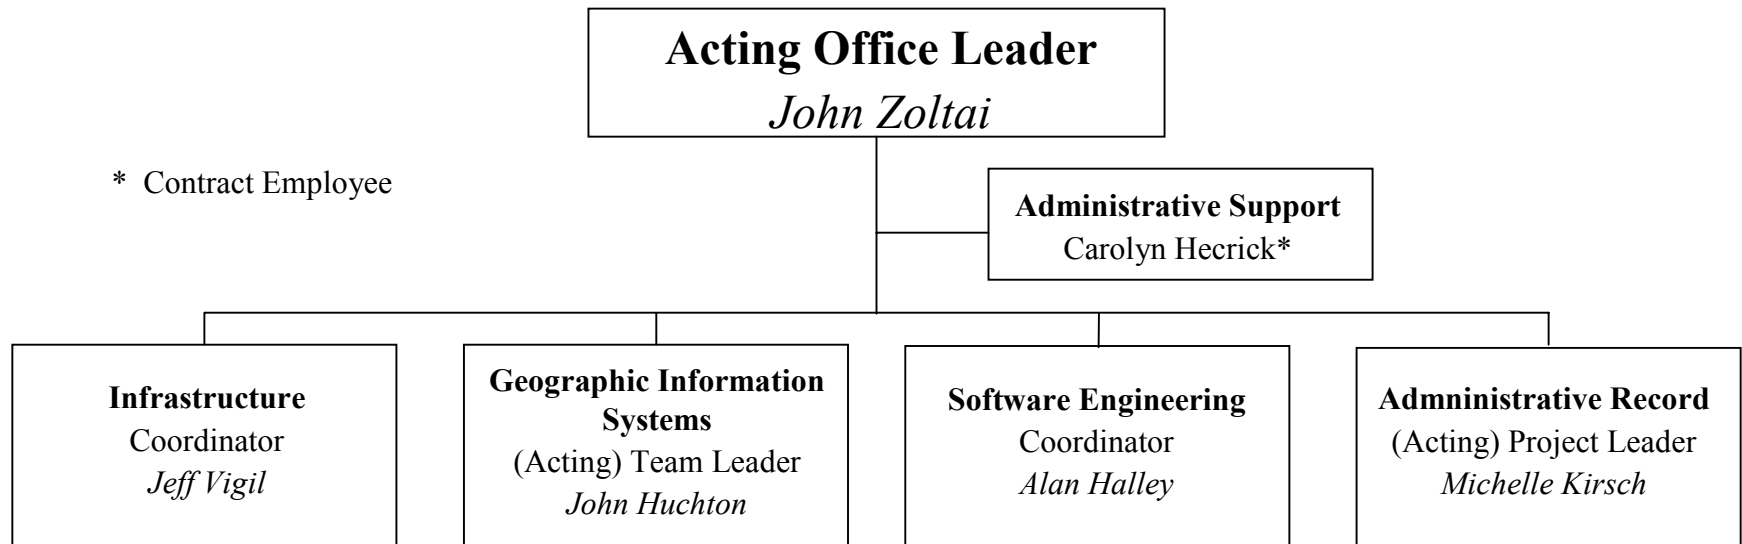 Acting Office Leader
John Zoltai
* Contract Employee
Administrative Support
Carolyn Hecrick*
Infrastructure
Coordinator
Jeff Vigil
Geographic Information
Systems
(Acting) Team Leader
John Huchton
Software Engineering
Coordinator
Alan Halley
Admninistrative Record
(Acting) Project Leader
Michelle Kirsch